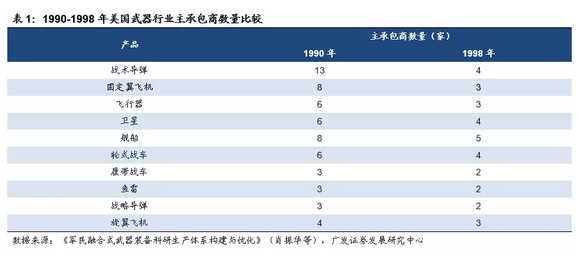 表 1：1990-1998 年美国武器行业主承包商数量比较
产品 主承包商数量（家）
1990 年 1998 年
战术导弹 13 4
固定翼飞机 8 3
飞行器 6 3
卫星 6 4
舰船 8 5
轮式战车 6 4
履带战车 3 2
鱼雷 3 2
战略导弹 3 2
旋翼飞机 4 3
数据来源：《军民融合式武器装备科研生产体系构建与优化》（肖振华等），广发证券发展研究中心